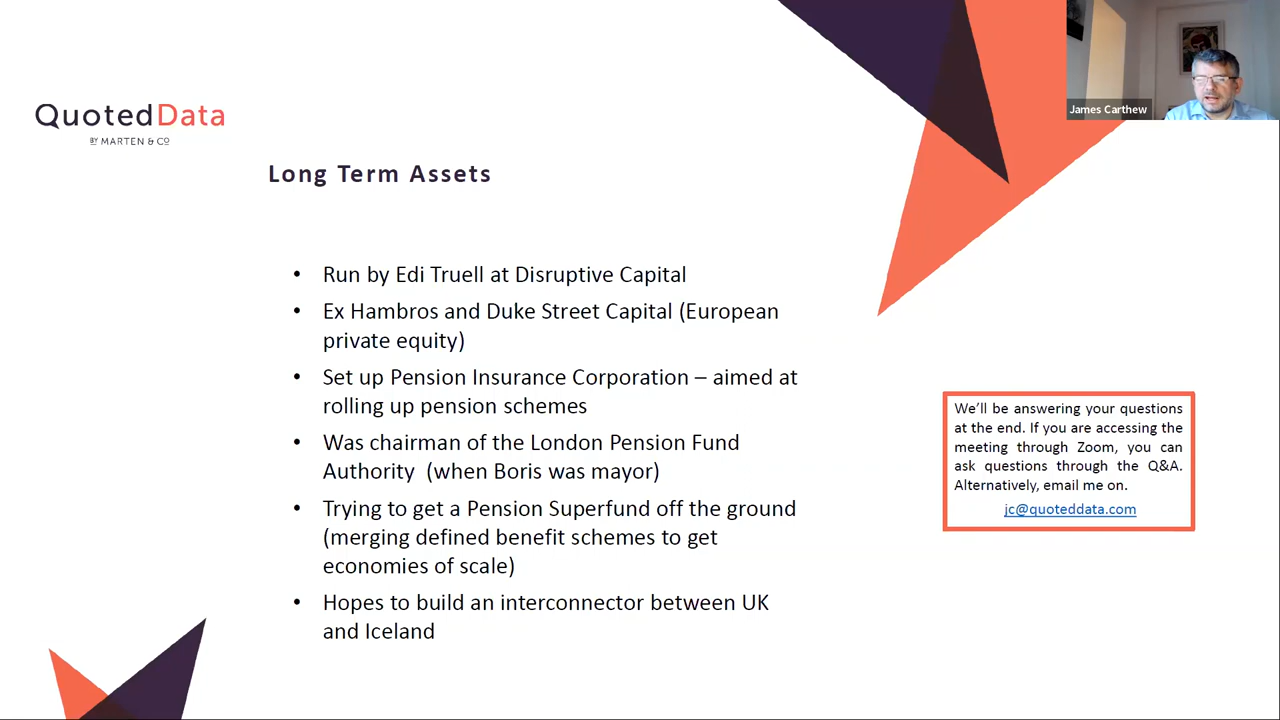 QuotedData
BY MARTEN & CO
James Carthew
Long Term Assets
• Run by Edi Truell at Disruptive Capital
• Ex Hambros and Duke Street Capital (European
private equity)
• Set up Pension Insurance Corporation – aimed at
rolling up pension schemes
• Was chairman of the London Pension Fund
Authority (when Boris was mayor)
• Trying to get a Pension Superfund off the ground
(merging defined benefit schemes to get
economies of scale)
• Hopes to build an interconnector between UK
and Iceland
We’ll be answering your questions
at the end. If you are accessing the
meeting through Zoom, you can
ask questions through the Q&A.
Alternatively, email me on.
jc@quoteddata.com